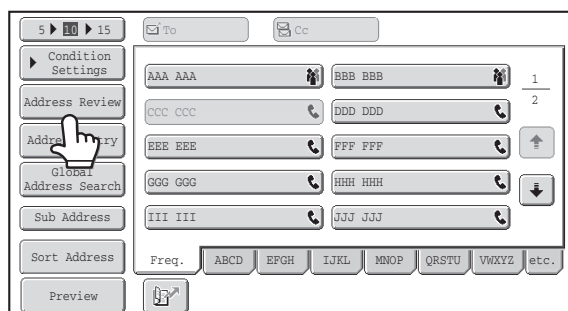 5 10 15
To
Cc
Condition
Settings
Address Review
Addre try
Global
Address Search
Sub Address
Sort Address
Preview
AAA AAA
BBB BBB
CCC CCC
DDD DDD
EEE EEE
FFF FFF
GGG GGG
HHH HHH
III III
JJJ JJJ
1
2
Freq.
ABCD
EFGH
IJKL
MNOP
QRSTU
VWXYZ
etc.